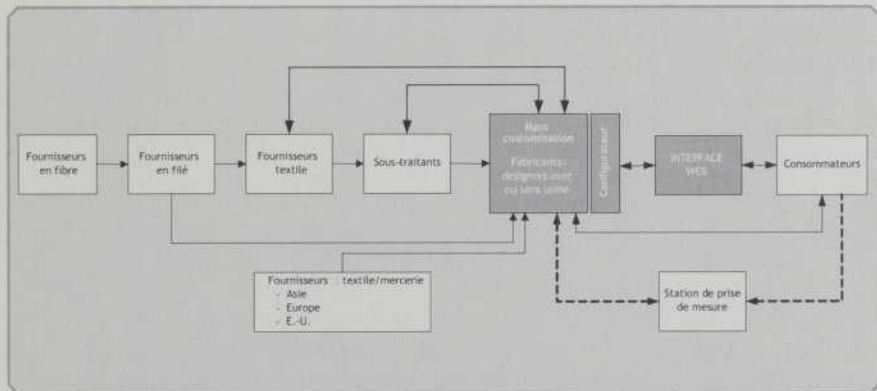 Fournisseurs
en fibre
Fournisseurs
en filé
Fournisseurs
textile
Sous-traitants
Mass
customization
Fabricants-
designers avec
ou sans usine
Configurateur
INTERFACE
WEB
Consommateurs
Fournisseurs : textile/mercerie
- Asie
- Europe
- E.-U.
Station de prise
de mesure